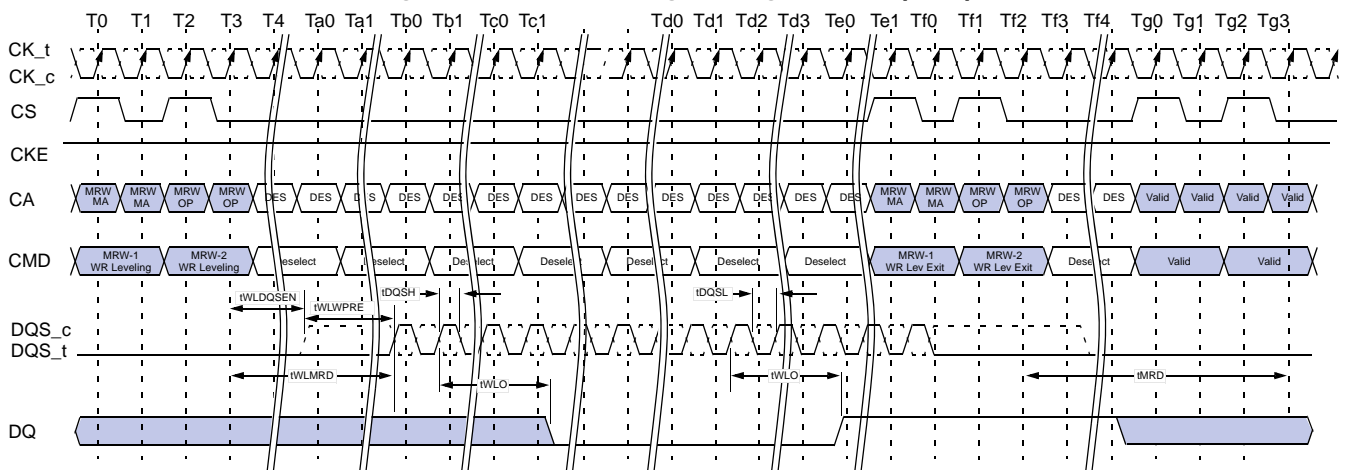 T0 T1 T2 T3 T4 Ta0 Ta1 Tb0 Tb1 Tc0 Tc1 Td0 Td1 Td2 Td3 Te0 Te1 Tf0 Tf1 Tf2 Tf3 Tf4 Tg0 Tg1 Tg2 Tg3
CK_t
CK_c
CS
CKE
CA MRW MA MRW MA MRW OP MRW OP DES DES DES DES DES DES DES DES DES DES DES DES DES DES MRW MA MRW MA MRW OP MRW OP DES DES Valid Valid Valid Valid
CMD MRW-1 WR Leveling MRW-2 WR Leveling Deselect Deselect Deselect Deselect Deselect Deselect Deselect MRW-1 WR Lev Exit MRW-2 WR Lev Exit Deselect Valid Valid
tWLDQSEN tWLWPRE tDQSH tDQSL
DQS_c
DQS_t
tWLMRD tWLO tWLO tMRD
DQ